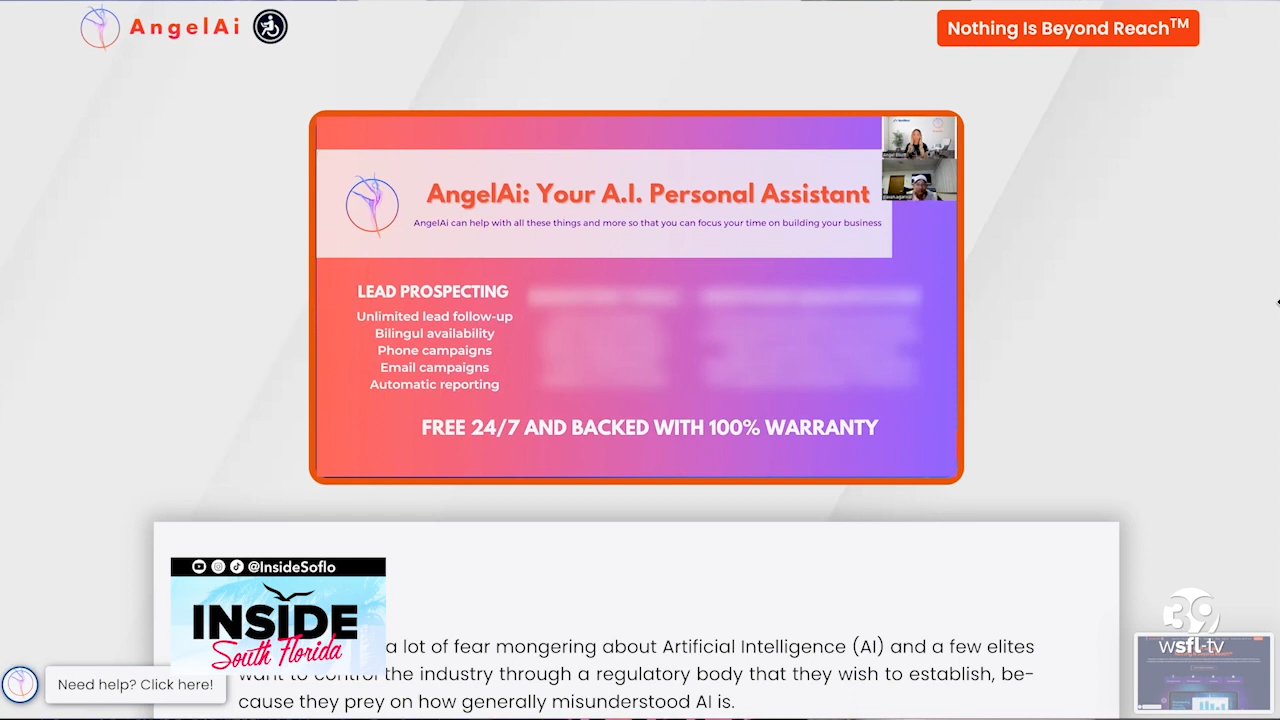 AngelAi
Nothing Is Beyond Reach™
AngelAi: Your A.I. Personal Assistant
AngelAi can help with all these things and more so that you can focus your time on building your business
LEAD PROSPECTING
Unlimited lead follow-up
Bilingul availability
Phone campaigns
Email campaigns
Automatic reporting
FREE 24/7 AND BACKED WITH 100% WARRANTY
@InsideSoflo
INSIDE
South Florida
a lot of fear mongering about Artificial Intelligence (AI) and a few elites
want to control the industry through a regulatory body that they wish to establish, be-
cause they prey on how generally misunderstood AI is.
Need help? Click here!
39
wsfl-tv